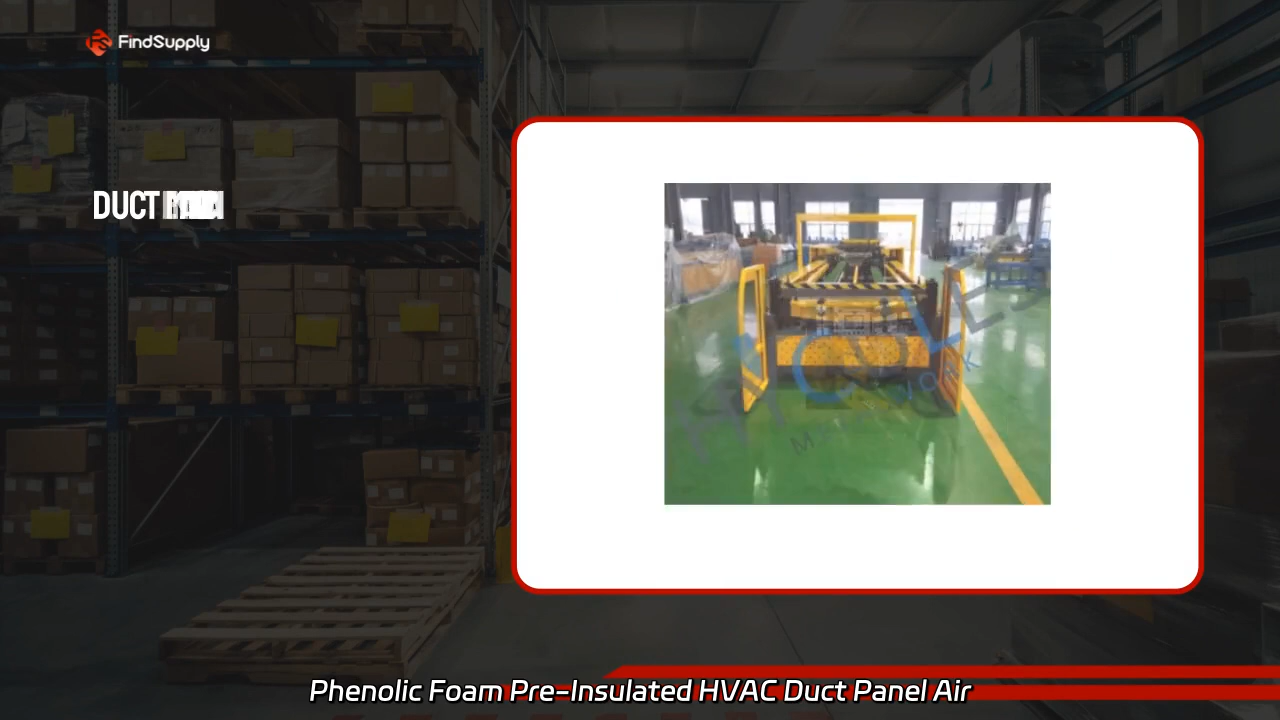 FindSupply
DUCT
Phenolic Foam Pre-Insulated HVAC Duct Panel Air